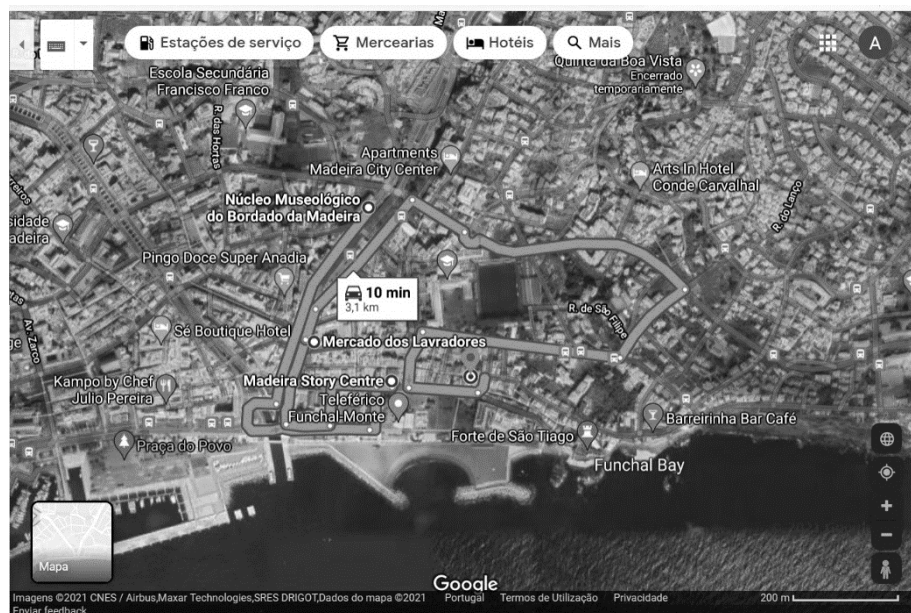 Estações de serviço
Mercearias
Hotéis
Mais
A
Quinta da Boa Vista
Encerrado
temporariamente
Escola Secundária
Francisco Franco
R. das Hortas
Apartments
Madeira City Center
Arts In Hotel
Conde Carvalhal
R. do Lanço
Núcleo Museológico
do Bordado da Madeira
sidade
adeira
Pingo Doce Super Anadia
10 min
3,1 km
R. de São Filipe
Av. Zarco
Sé Boutique Hotel
Mercado dos Lavradores
Kampo by Chef
Julio Pereira
Madeira Story Centre
Teleférico
Funchal-Monte
Barreirinha Bar Café
Forte de São Tiago
Praça do Povo
Funchal Bay
Mapa
Google
Imagens ©2021 CNES / Airbus,Maxar Technologies,SRES DRIGOT,Dados do mapa ©2021
Portugal
Termos de Utilização
Privacidade
200 m
Enviar feedback